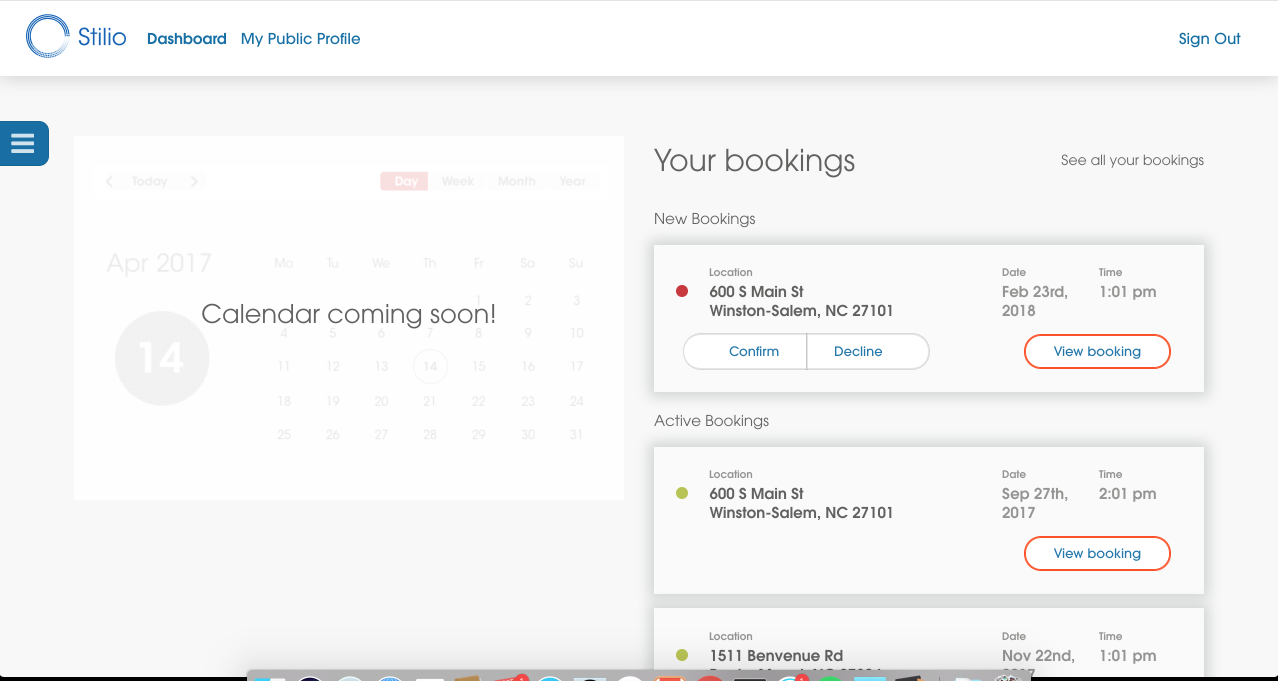 Stilio
Dashboard
My Public Profile
Sign Out
Today
Day
Week
Month
Year
Apr 2017
Mo Tu We Th Fr Sa Su
1 2 3
4 5 6 7 8 9 10
11 12 13 14 15 16 17
18 19 20 21 22 23 24
25 26 27 28 29 30 31
14
Calendar coming soon!
Your bookings
See all your bookings
New Bookings
Location
600 S Main St
Winston-Salem, NC 27101
Date
Feb 23rd,
2018
Time
1:01 pm
Confirm
Decline
View booking
Active Bookings
Location
600 S Main St
Winston-Salem, NC 27101
Date
Sep 27th,
2017
Time
2:01 pm
View booking
Location
1511 Benvenue Rd
Date
Nov 22nd,
Time
1:01 pm